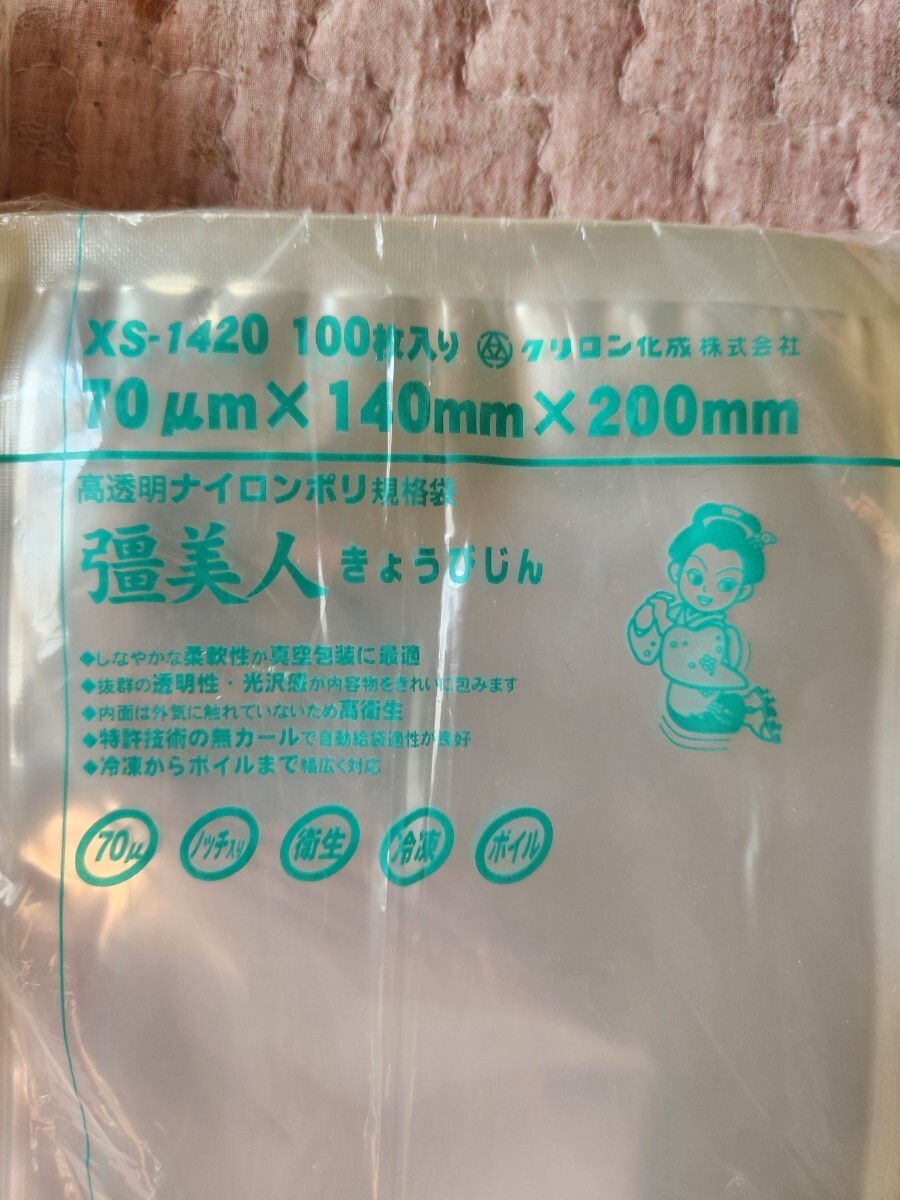 XS-1420 100枚入り クリロン化成株式会社
70μm×140mm×200mm
高透明ナイロンポリ規格袋
彊美人 きょうびじん
◆しなやかな柔軟性が真空包装に最適
◆抜群の透明性・光沢感が内容物をきれいに包みます
◆内面は外気に触れていないため高衛生
◆特許技術の無カールで自動給袋適性が良好
◆冷凍からボイルまで幅広く対応
70μ ノッチ入り 衛生 冷凍 ボイル